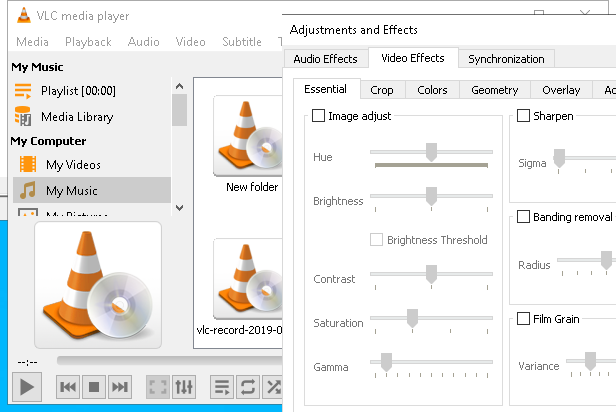 VLC media player
Media Playback Audio Video Subtitle
My Music
Playlist [00:00]
Media Library
My Computer
My Videos
My Music
My Pictures
New folder
vlc-record-2019-0
--:--
Adjustments and Effects
Audio Effects Video Effects Synchronization
Essential Crop Colors Geometry Overlay
Image adjust
Hue
Brightness
Brightness Threshold
Contrast
Saturation
Gamma
Sharpen
Sigma
Banding removal
Radius
Film Grain
Variance